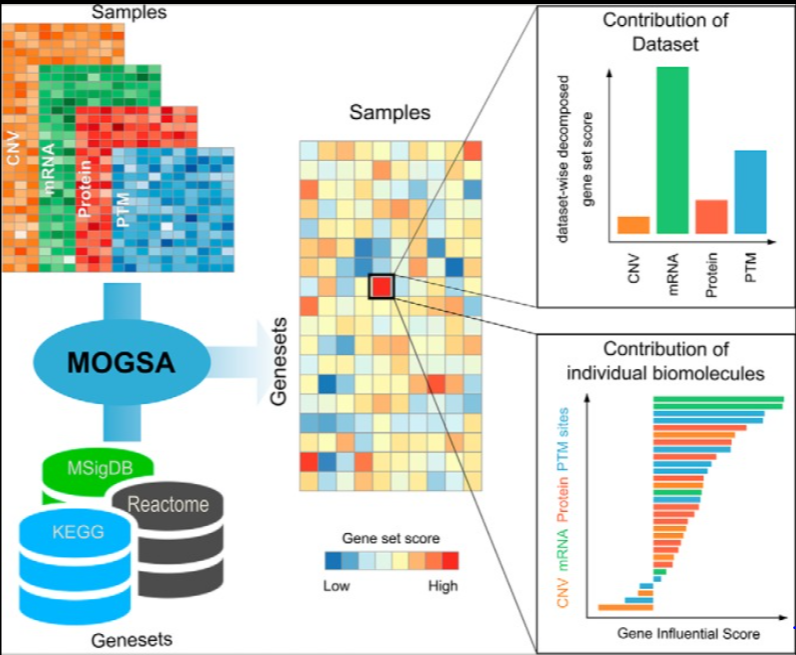 Samples
CNV
mRNA
Protein
PTM
MOGSA
MSigDB
Reactome
KEGG
Genesets
Samples
Genesets
Gene set score
Low
High
Contribution of
Dataset
dataset-wise decomposed
gene set score
CNV
mRNA
Protein
PTM
Contribution of
individual biomolecules
CNV mRNA Protein PTM sites
Gene Influential Score